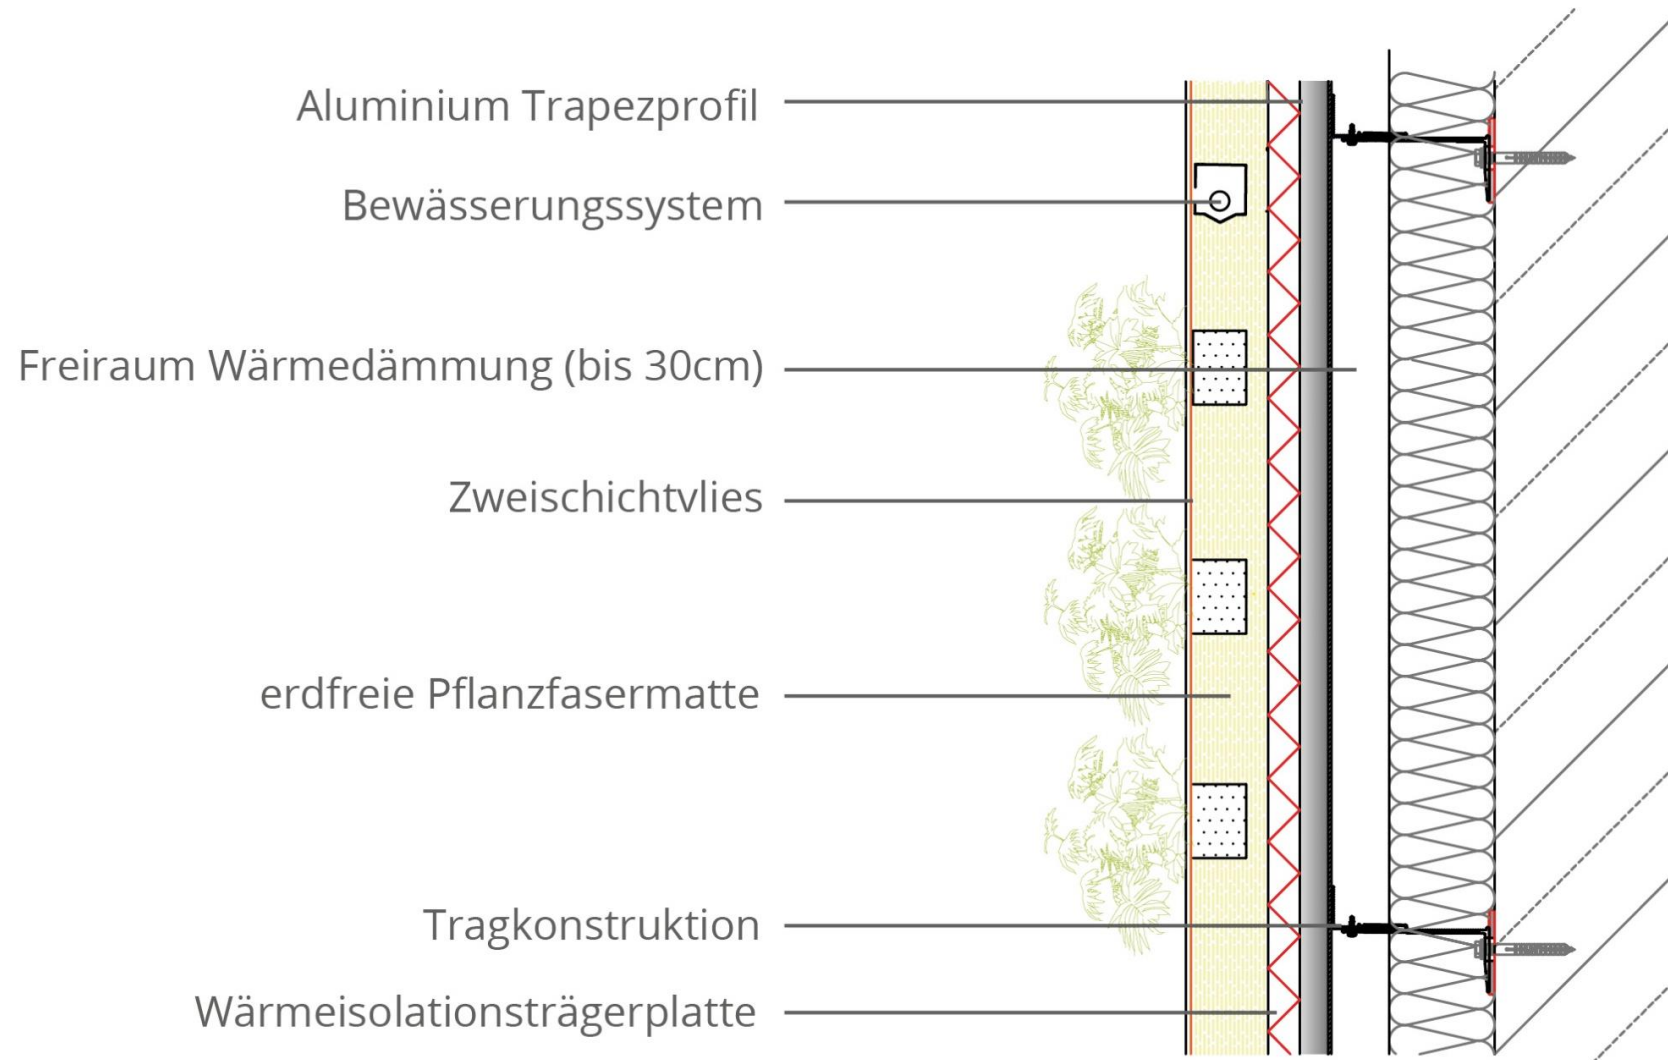 Aluminium Trapezprofil
Bewässerungssystem
Freiraum Wärmedämmung (bis 30cm)
Zweischichtvlies
erdfreie Pflanzfasermatte
Tragkonstruktion
Wärmeisolationsträgerplatte